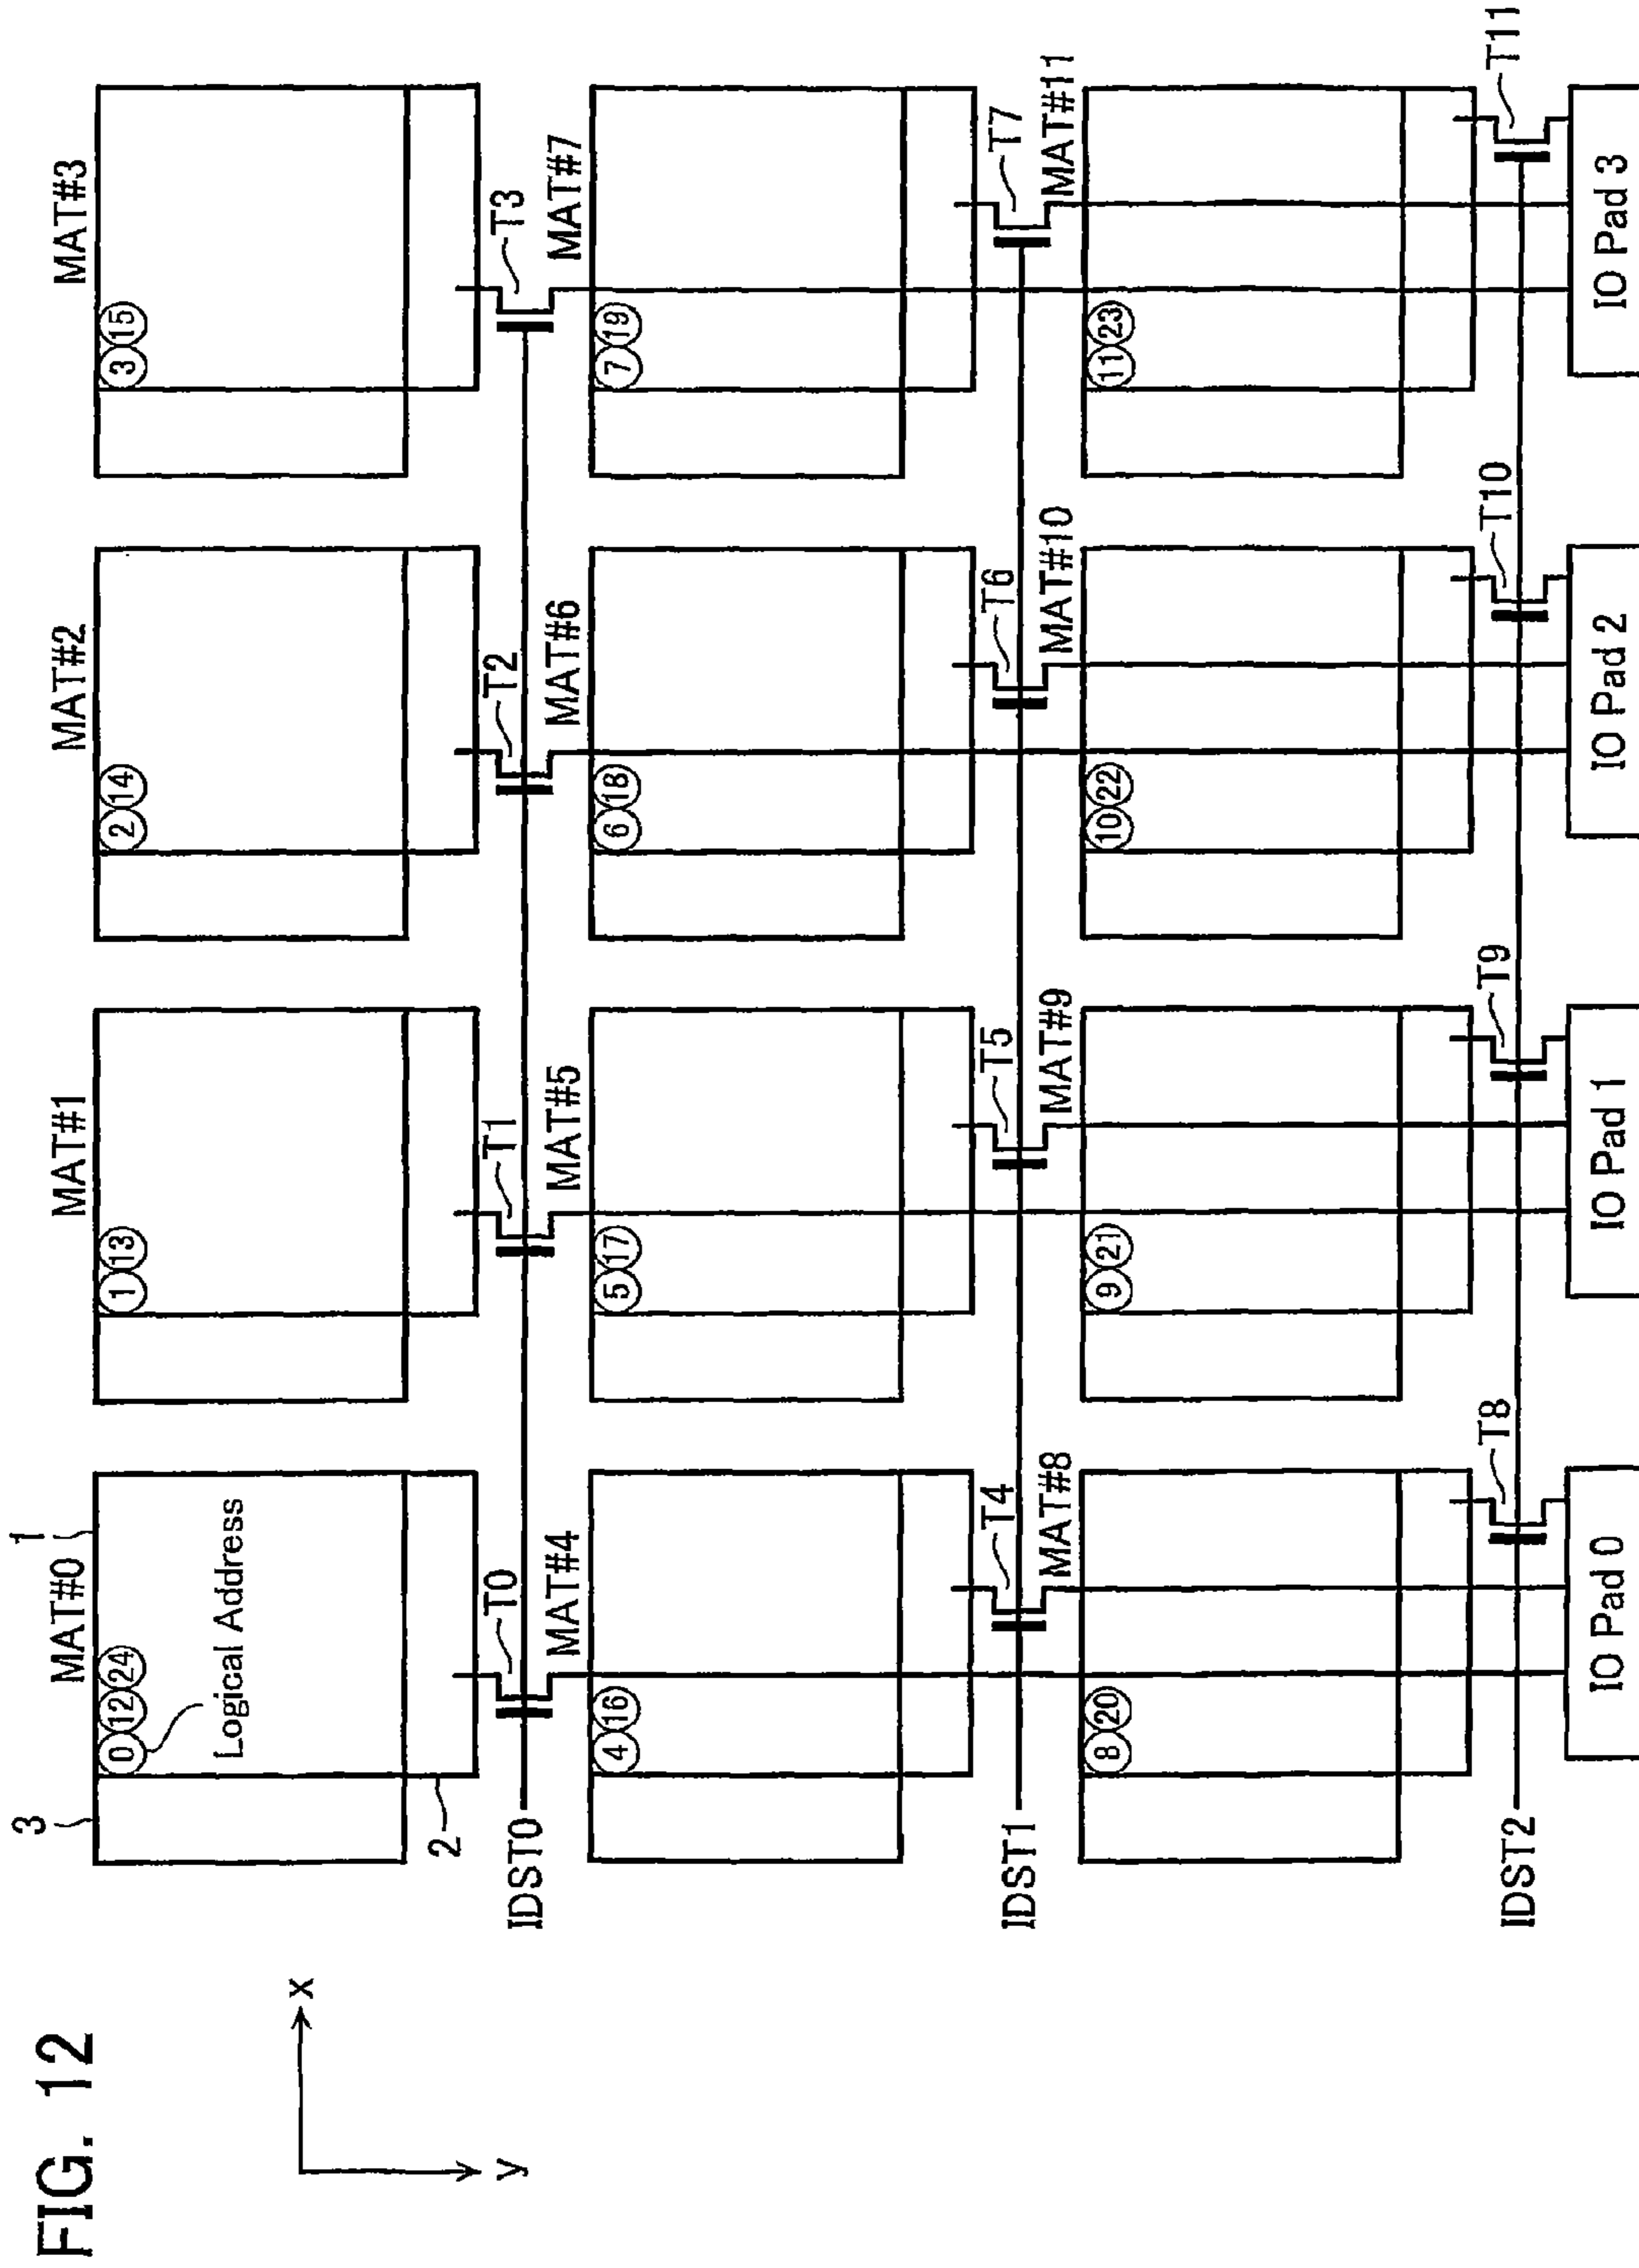 FIG. 12
x
y
MAT#0
MAT#1
MAT#2
MAT#3
1
3
2
0 12 24
1 13
2 14
3 15
Logical Address
T0
T1
T2
T3
IDST0
MAT#4
MAT#5
MAT#6
MAT#7
4 16
5 17
6 18
7 19
T4
T5
T6
T7
IDST1
MAT#8
MAT#9
MAT#10
MAT#11
8 20
9 21
10 22
11 23
T8
T9
T10
T11
IDST2
IO Pad 0
IO Pad 1
IO Pad 2
IO Pad 3